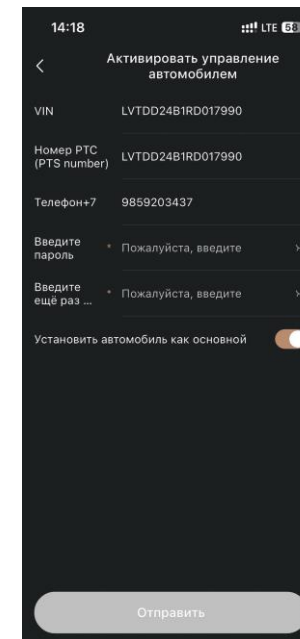 14:18
LTE 58
Активировать управление
автомобилем
VIN LVTDD24B1RD017990
Номер РТС
(PTS number) LVTDD24B1RD017990
Телефон+7 9859203437
Введите
пароль * Пожалуйста, введите
Введите
ещё раз ... * Пожалуйста, введите
Установить автомобиль как основной
Отправить